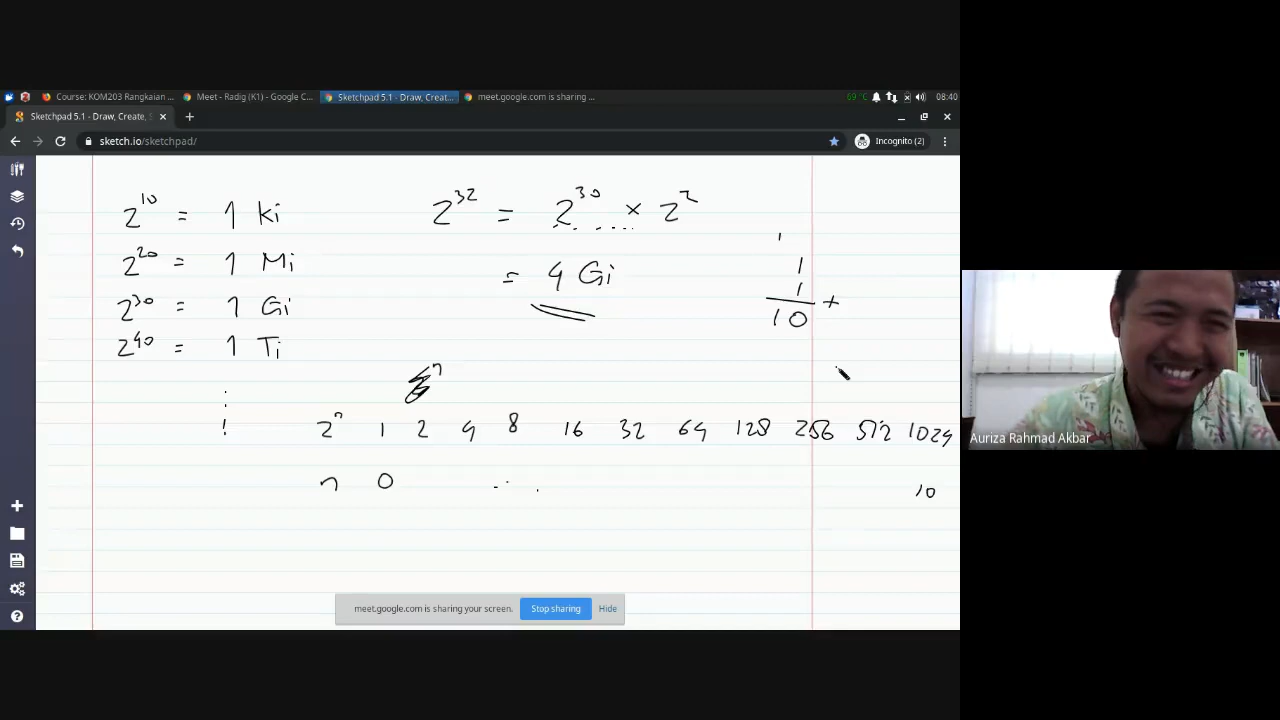 Course: KOM203 Rangkaian ...
Meet - Radig (K1) - Google C...
Sketchpad 5.1 - Draw, Creat...
meet.google.com is sharing ...
69 °C
08:40
Sketchpad 5.1 - Draw, Create, S
sketch.io/sketchpad/
Incognito (2)
2^10 = 1 Ki
2^20 = 1 Mi
2^30 = 1 Gi
2^40 = 1 Ti
2^32 = 2^30 × 2^2
= 4 Gi
1
1
1 +
10
2^n 1 2 4 8 16 32 64 128 256 512 1024
n 0 10
Auriza Rahmad Akbar
meet.google.com is sharing your screen. Stop sharing Hide